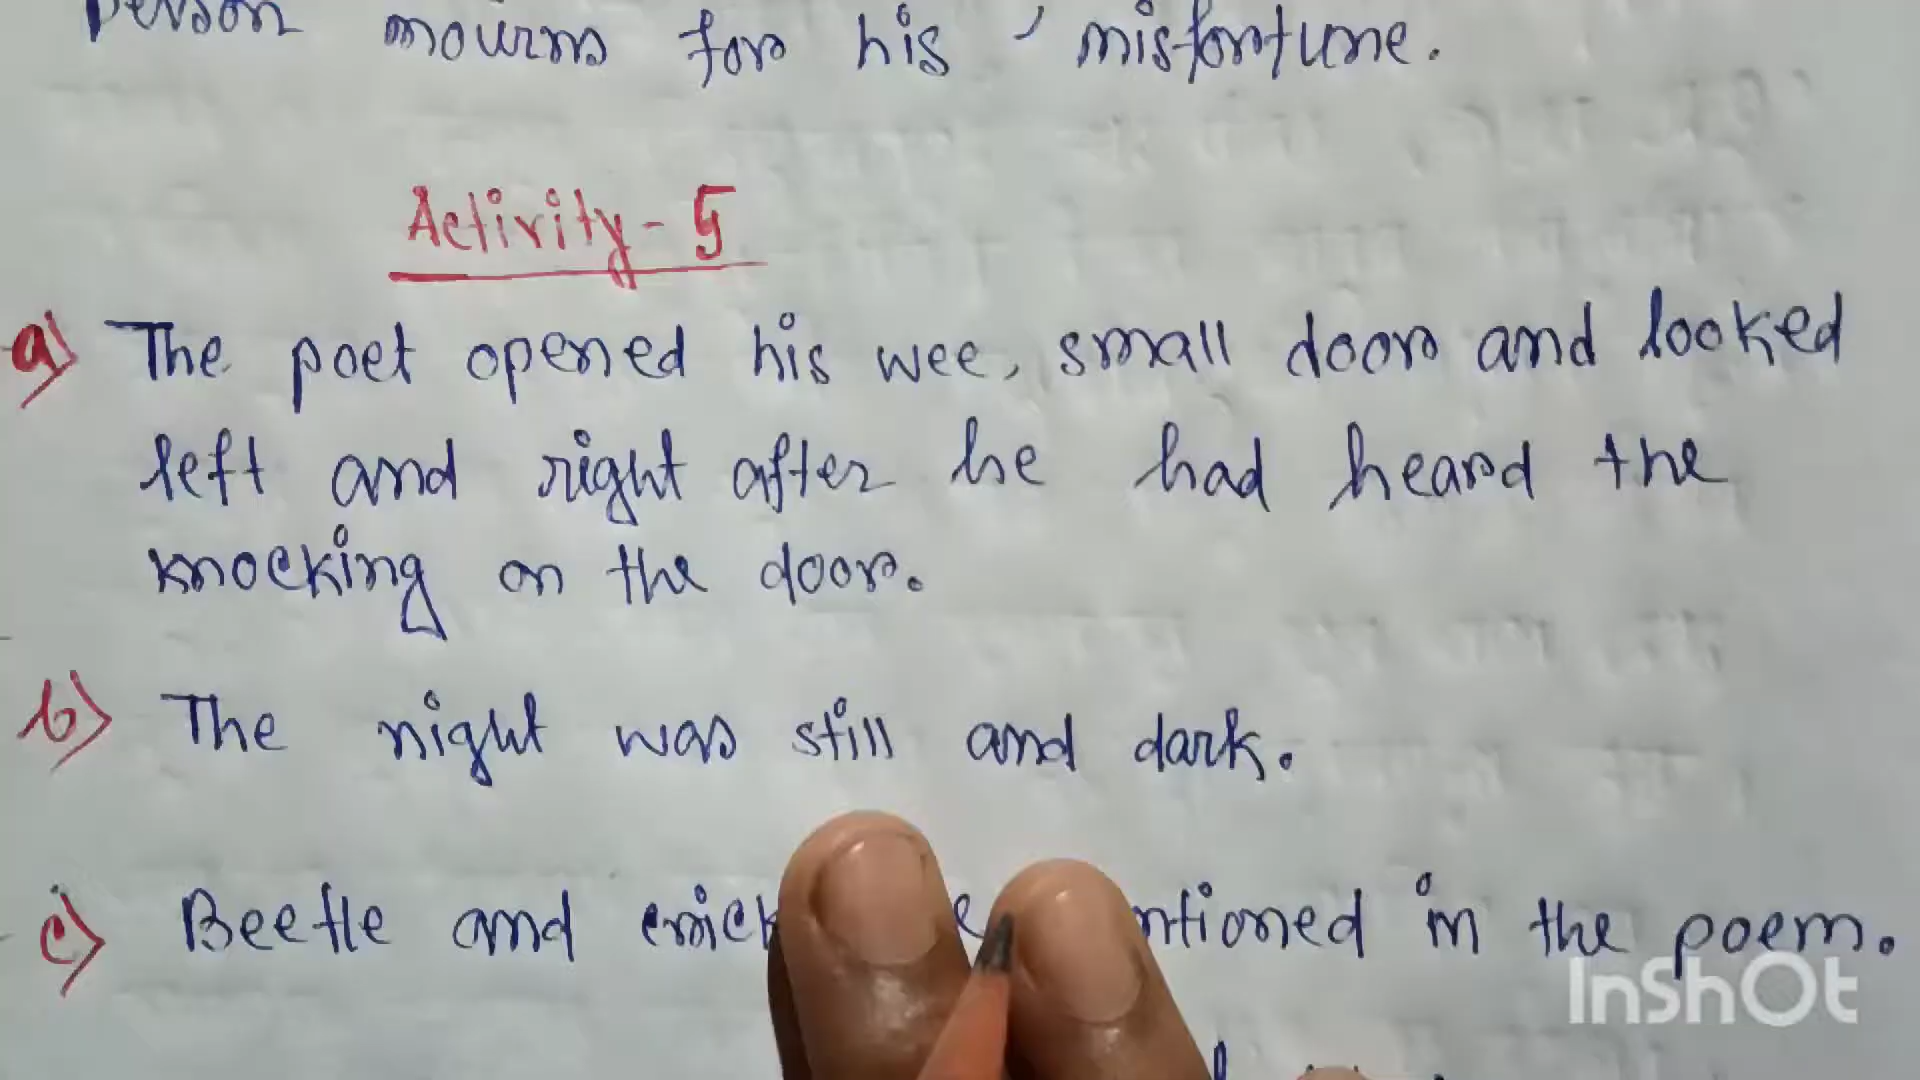 person mourns for his misfortune.
Activity-5
a) The poet opened his wee, small door and looked
left and right after he had heard the
knocking on the door.
b) The night was still and dark.
c) Beetle and mentioned in the poem.
InShOt